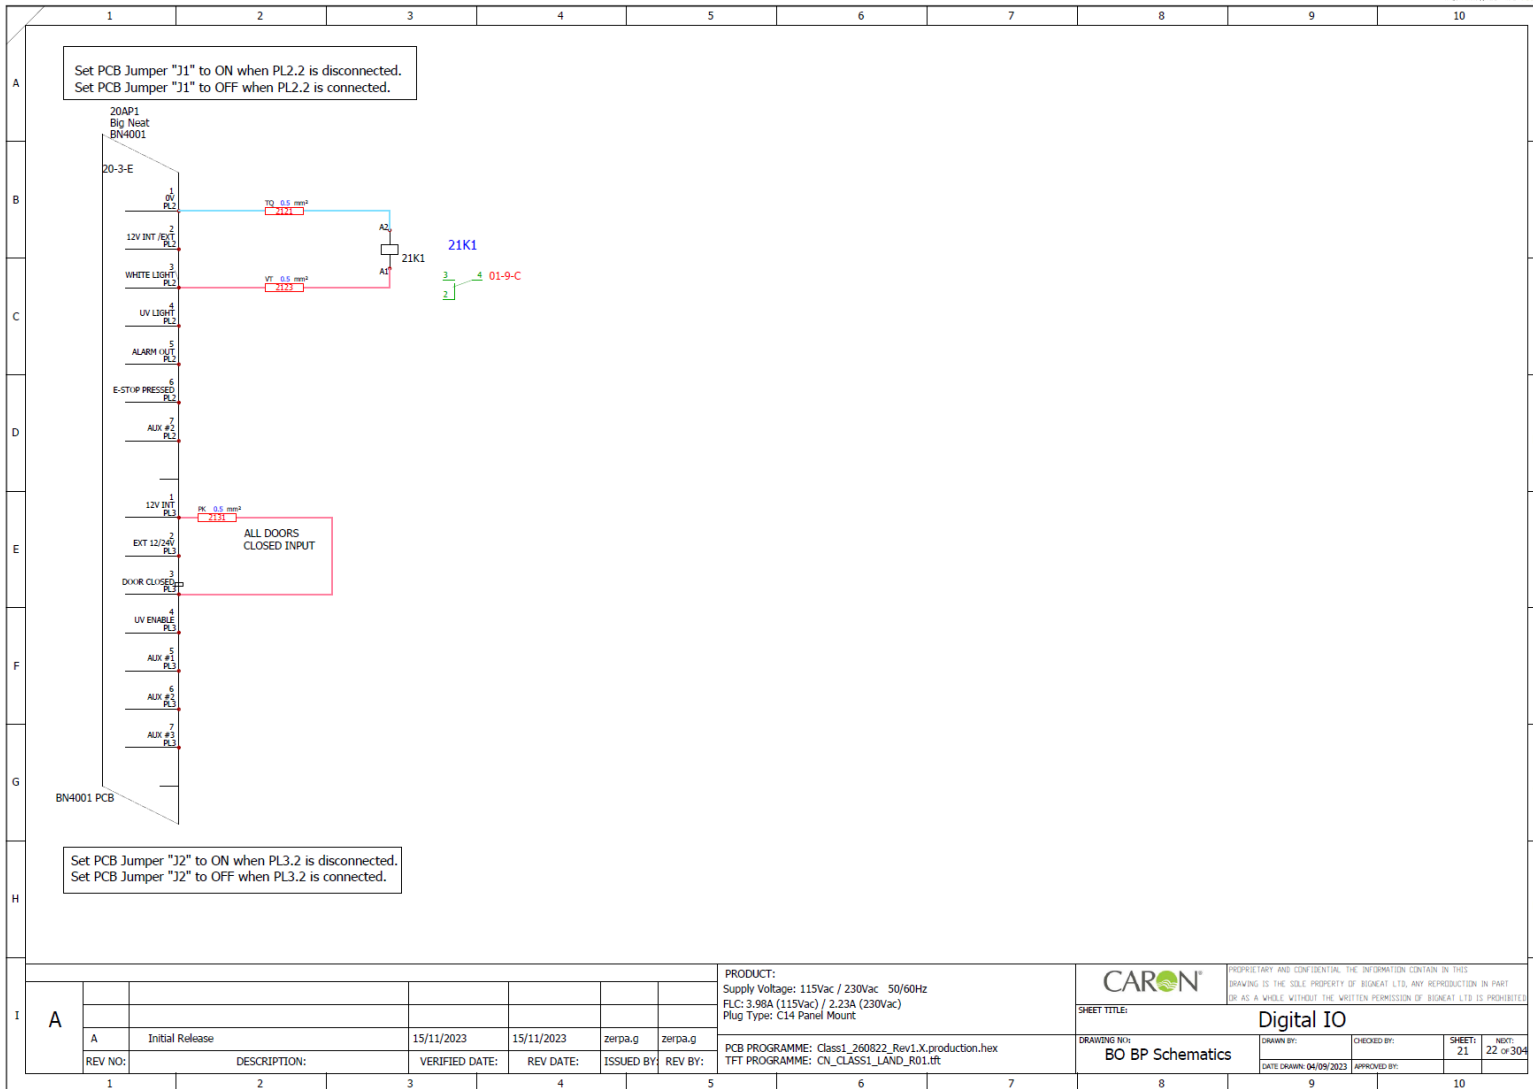 1 2 3 4 5 6 7 8 9 10
A
Set PCB Jumper "J1" to ON when PL2.2 is disconnected.
Set PCB Jumper "J1" to OFF when PL2.2 is connected.
20AP1
Big Neat
BN4001
20-3-E
B
1
0V
PL2
TQ 0.5 mm²
2121
2
12V INT /EXT
PL2
A2
21K1
21K1
A1
3
WHITE LIGHT
PL2
VT 0.5 mm²
2123
3 4 01-9-C
2
C
4
UV LIGHT
PL2
5
ALARM OUT
PL2
6
E-STOP PRESSED
PL2
D
7
AUX #2
PL2
1
12V INT
PL3
PK 0.5 mm²
2131
ALL DOORS
CLOSED INPUT
E
2
EXT 12/24V
PL3
3
DOOR CLOSED
PL3
4
UV ENABLE
PL3
F
5
AUX #1
PL3
6
AUX #2
PL3
7
AUX #3
PL3
G
BN4001 PCB
Set PCB Jumper "J2" to ON when PL3.2 is disconnected.
Set PCB Jumper "J2" to OFF when PL3.2 is connected.
H
I
A
A Initial Release 15/11/2023 15/11/2023 zerpa.g zerpa.g
REV NO: DESCRIPTION: VERIFIED DATE: REV DATE: ISSUED BY: REV BY:
PRODUCT:
Supply Voltage: 115Vac / 230Vac 50/60Hz
FLC: 3.98A (115Vac) / 2.23A (230Vac)
Plug Type: C14 Panel Mount
PCB PROGRAMME: Class1_260822_Rev1.X.production.hex
TFT PROGRAMME: CN_CLASS1_LAND_R01.tft
CARON
PROPRIETARY AND CONFIDENTIAL THE INFORMATION CONTAIN IN THIS
DRAWING IS THE SOLE PROPERTY OF BIGNEAT LTD, ANY REPRODUCTION IN PART
OR AS A WHOLE WITHOUT THE WRITTEN PERMISSION OF BIGNEAT LTD IS PROHIBITED
SHEET TITLE:
Digital IO
DRAWING NO:
BO BP Schematics
DRAWN BY:
CHECKED BY:
DATE DRAWN: 04/09/2023
APPROVED BY:
SHEET:
21
NEXT:
22 OF 304
1 2 3 4 5 6 7 8 9 10